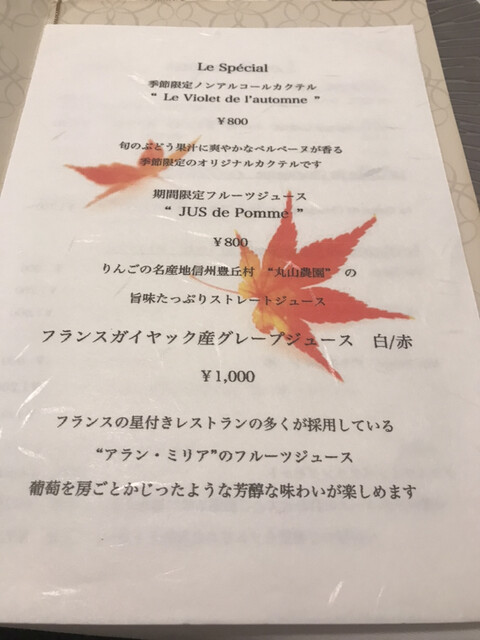 Le Spécial
季節限定ノンアルコールカクテル
“ Le Violet de l’automne ”
￥800
旬のぶどう果汁に爽やかなベルベーヌが香る
季節限定のオリジナルカクテルです
期間限定フルーツジュース
“ JUS de Pomme ”
￥800
りんごの名産地信州豊丘村 “丸山農園” の
旨味たっぷりストレートジュース
フランスガイヤック産グレープジュース 白/赤
￥1,000
フランスの星付きレストランの多くが採用している
“アラン・ミリア”のフルーツジュース
葡萄を房ごとかじったような芳醇な味わいが楽しめます